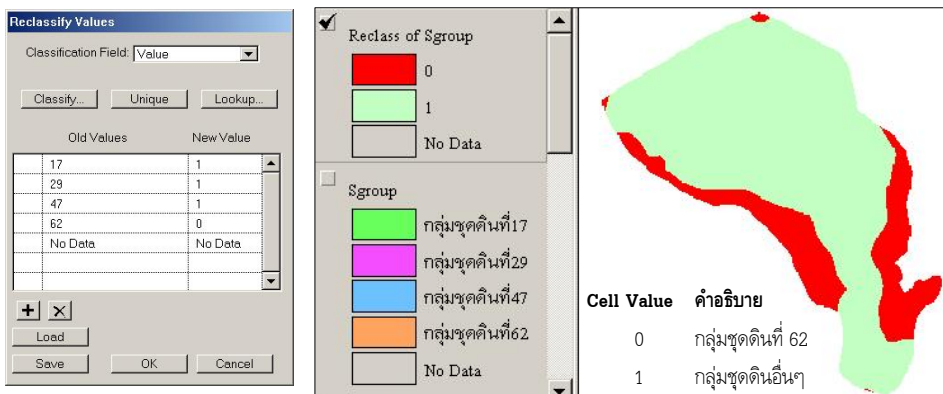 Reclassify Values
Classification Field: Value
Classify... Unique Lookup...
Old Values New Value
17 1
29 1
47 1
62 0
No Data No Data
Load
Save OK Cancel
Reclass of Sgroup
0
1
No Data
Sgroup
กลุ่มชุดดินที่17
กลุ่มชุดดินที่29
กลุ่มชุดดินที่47
กลุ่มชุดดินที่62
No Data
Cell Value คำอธิบาย
0 กลุ่มชุดดินที่ 62
1 กลุ่มชุดดินอื่นๆ